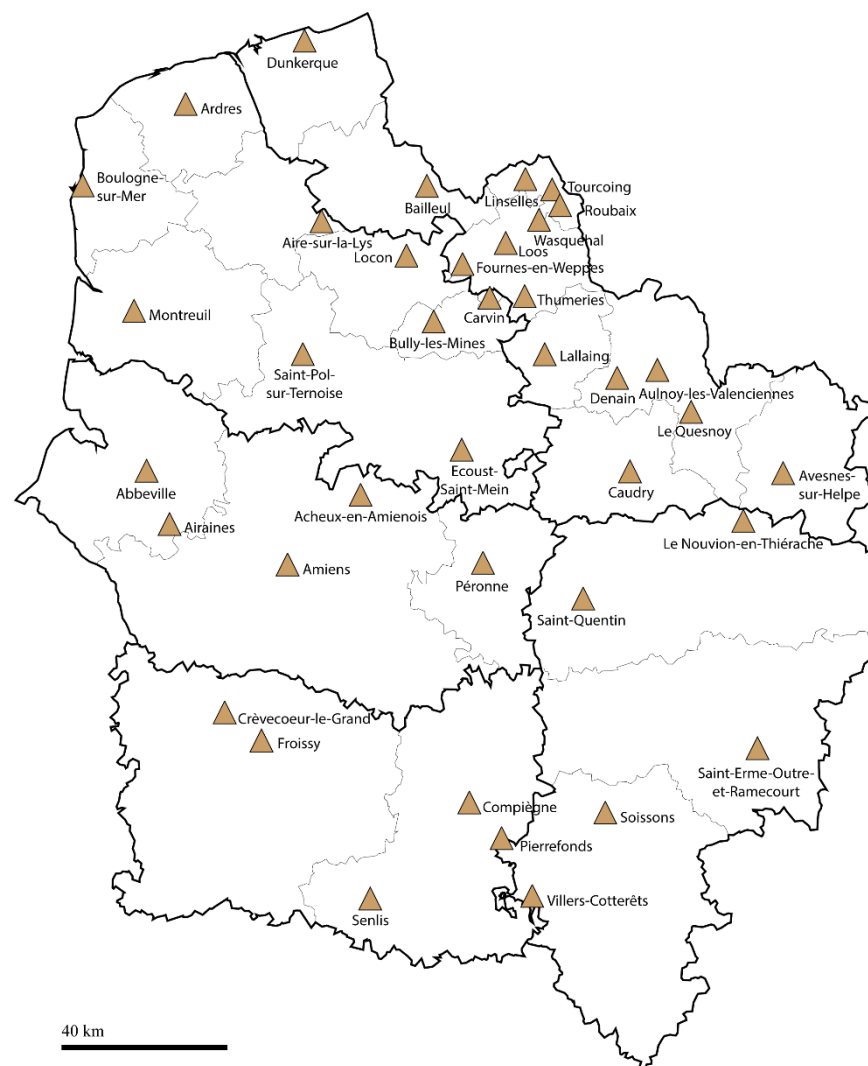 Dunkerque
Ardres
Boulogne-
sur-Mer
Bailleul
Linselles
Tourcoing
Roubaix
Wasquehal
Aire-sur-la-Lys
Locon
Loos
Fournes-en-Weppes
Thumeries
Carvin
Montreuil
Bully-les-Mines
Lallaing
Saint-Pol-
sur-Ternoise
Denain
Aulnoy-les-Valenciennes
Le Quesnoy
Abbeville
Ecoust-
Saint-Mein
Caudry
Avesnes-
sur-Helpe
Acheux-en-Amienois
Airaines
Le Nouvion-en-Thiérache
Amiens
Péronne
Saint-Quentin
Crèvecoeur-le-Grand
Froissy
Saint-Erme-Outre-
et-Ramecourt
Compiègne
Soissons
Pierrefonds
Villers-Cotterêts
Senlis
40 km